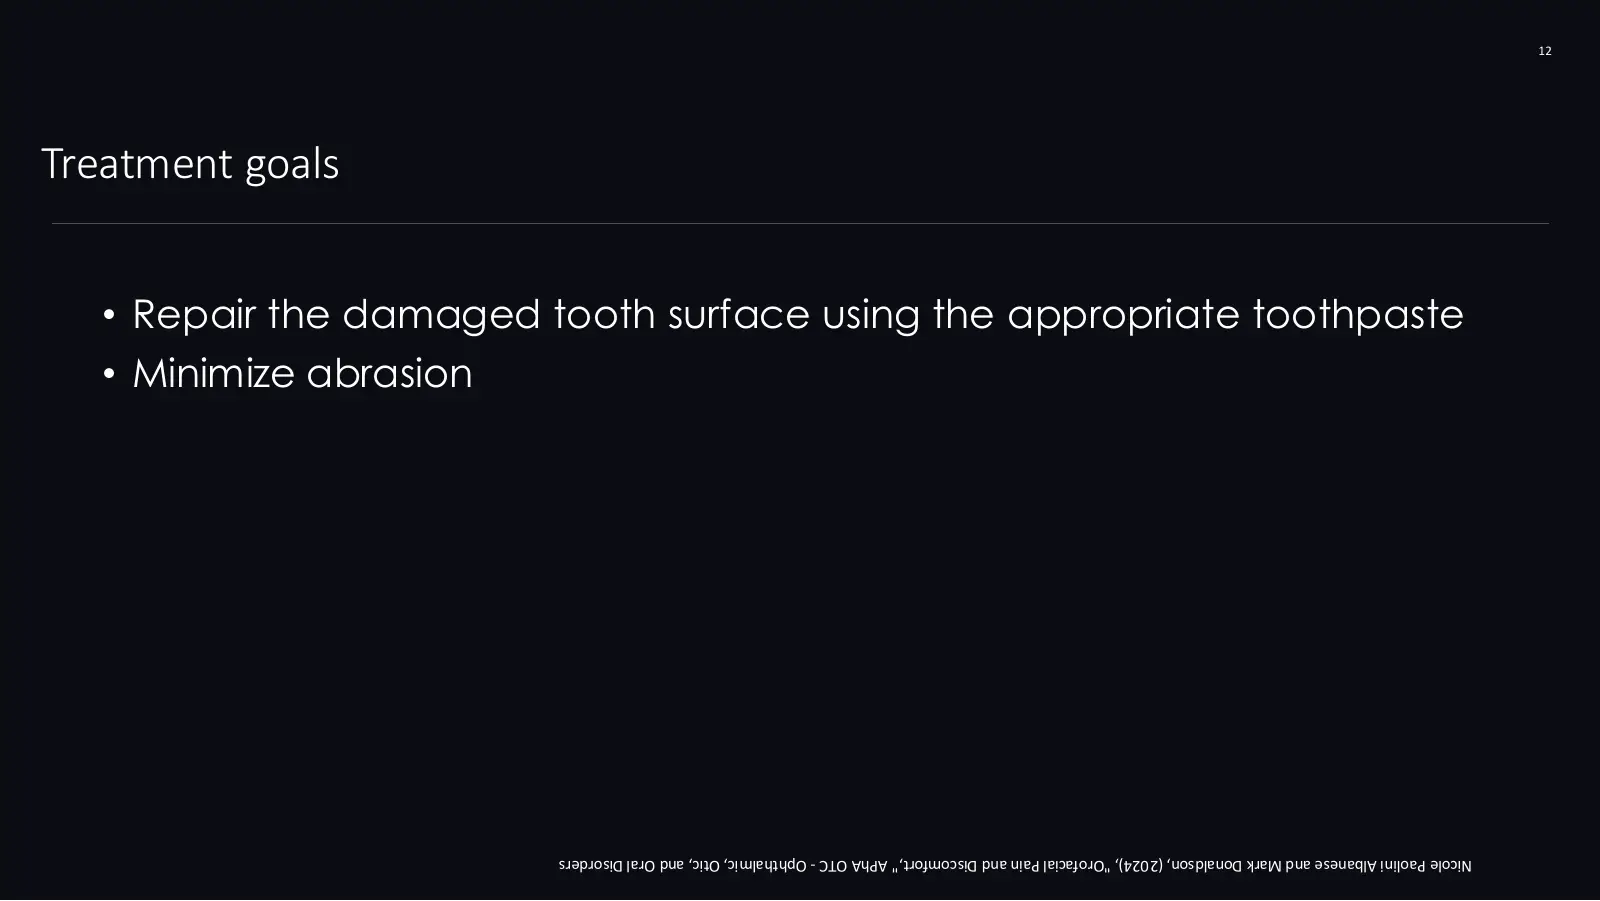 12
Treatment goals
• Repair the damaged tooth surface using the appropriate toothpaste
• Minimize abrasion
Nicole Paolini Albanese and Mark Donaldson, (2024), "Orofacial Pain and Discomfort," APhA OTC - Ophthalmic, Otic, and Oral Disorders